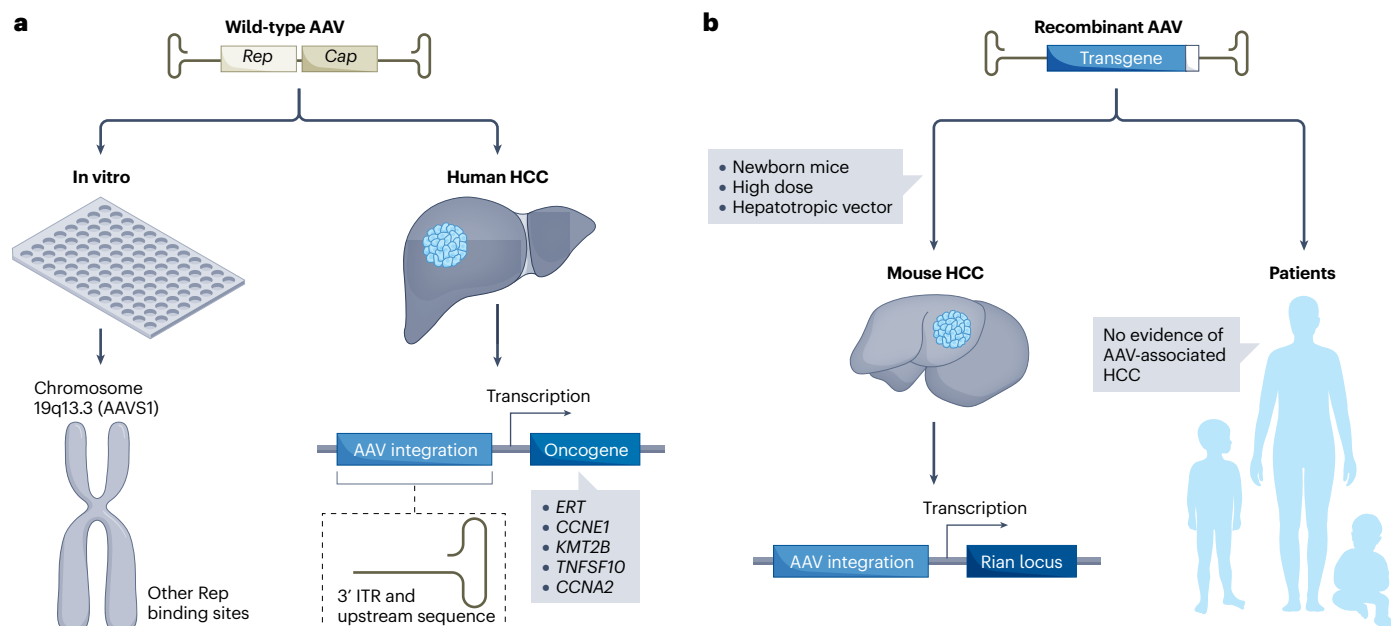 a
Wild-type AAV
Rep
Cap
In vitro
Human HCC
Chromosome
19q13.3 (AAVS1)
Other Rep
binding sites
Transcription
AAV integration
Oncogene
• ERT
• CCNE1
• KMT2B
• TNFSF10
• CCNA2
3′ ITR and
upstream sequence
b
Recombinant AAV
Transgene
• Newborn mice
• High dose
• Hepatotropic vector
Mouse HCC
Patients
No evidence of
AAV-associated
HCC
Transcription
AAV integration
Rian locus